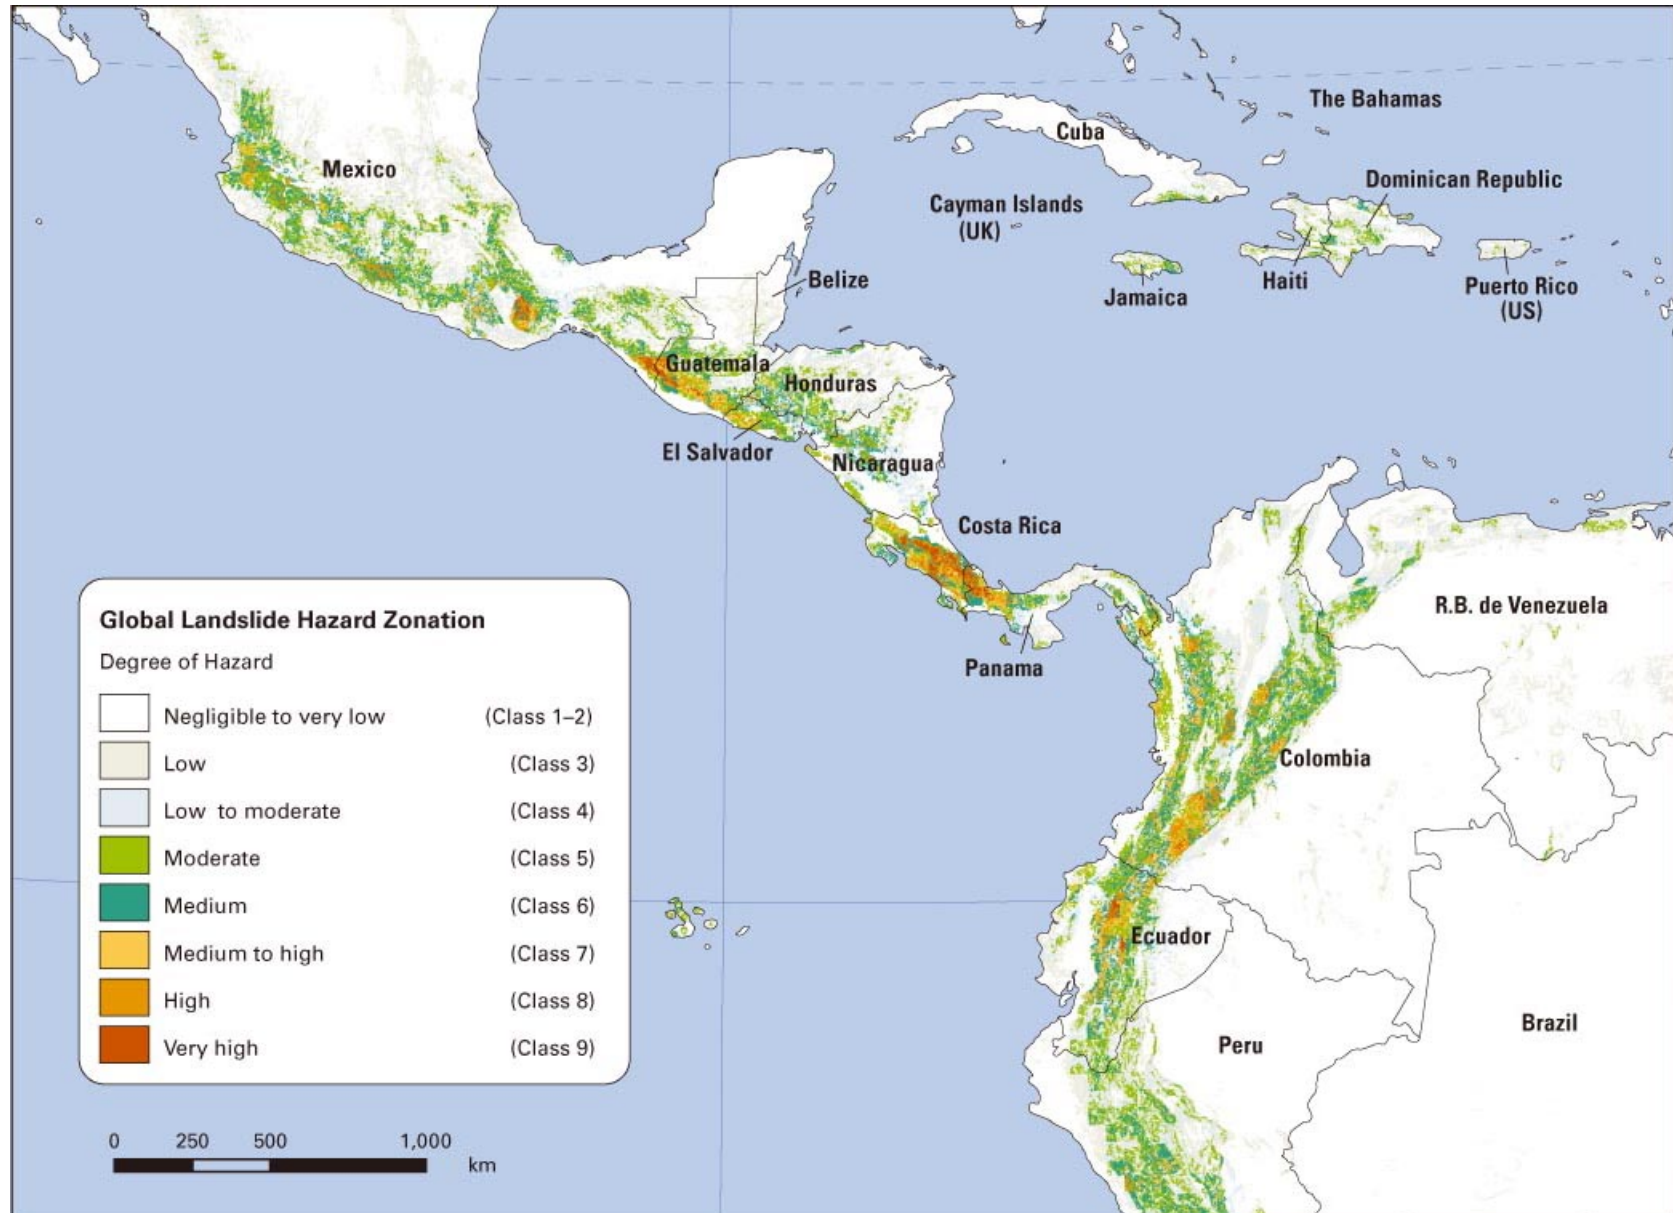 The Bahamas
Cuba
Mexico
Dominican Republic
Cayman Islands
(UK)
Belize
Jamaica
Haiti
Puerto Rico
(US)
Guatemala
Honduras
El Salvador
Nicaragua
Costa Rica
R.B. de Venezuela
Panama
Colombia
Ecuador
Brazil
Peru
Global Landslide Hazard Zonation
Degree of Hazard
Negligible to very low (Class 1–2)
Low (Class 3)
Low to moderate (Class 4)
Moderate (Class 5)
Medium (Class 6)
Medium to high (Class 7)
High (Class 8)
Very high (Class 9)
0 250 500 1,000 km